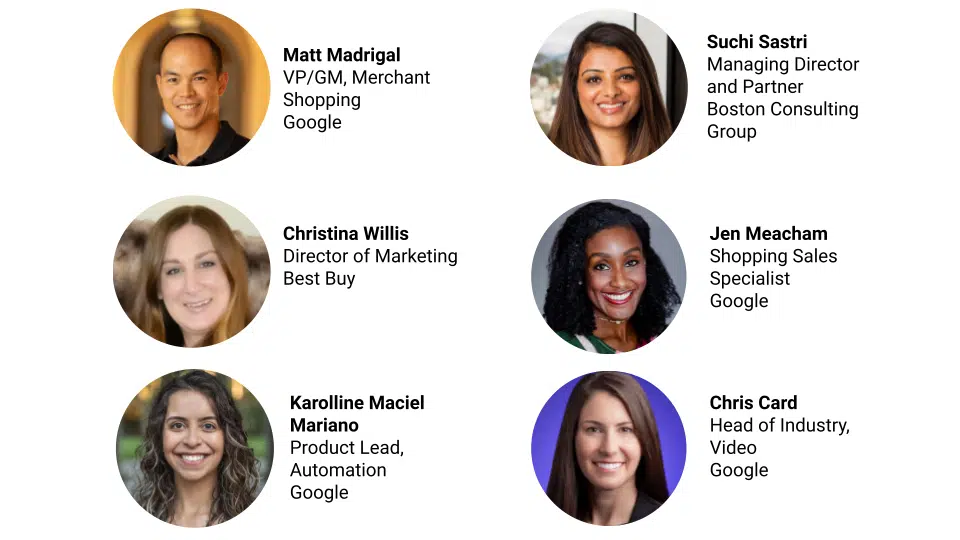 Matt Madrigal
VP/GM, Merchant
Shopping
Google
Suchi Sastri
Managing Director
and Partner
Boston Consulting
Group
Christina Willis
Director of Marketing
Best Buy
Jen Meacham
Shopping Sales
Specialist
Google
Karolline Maciel
Mariano
Product Lead,
Automation
Google
Chris Card
Head of Industry,
Video
Google